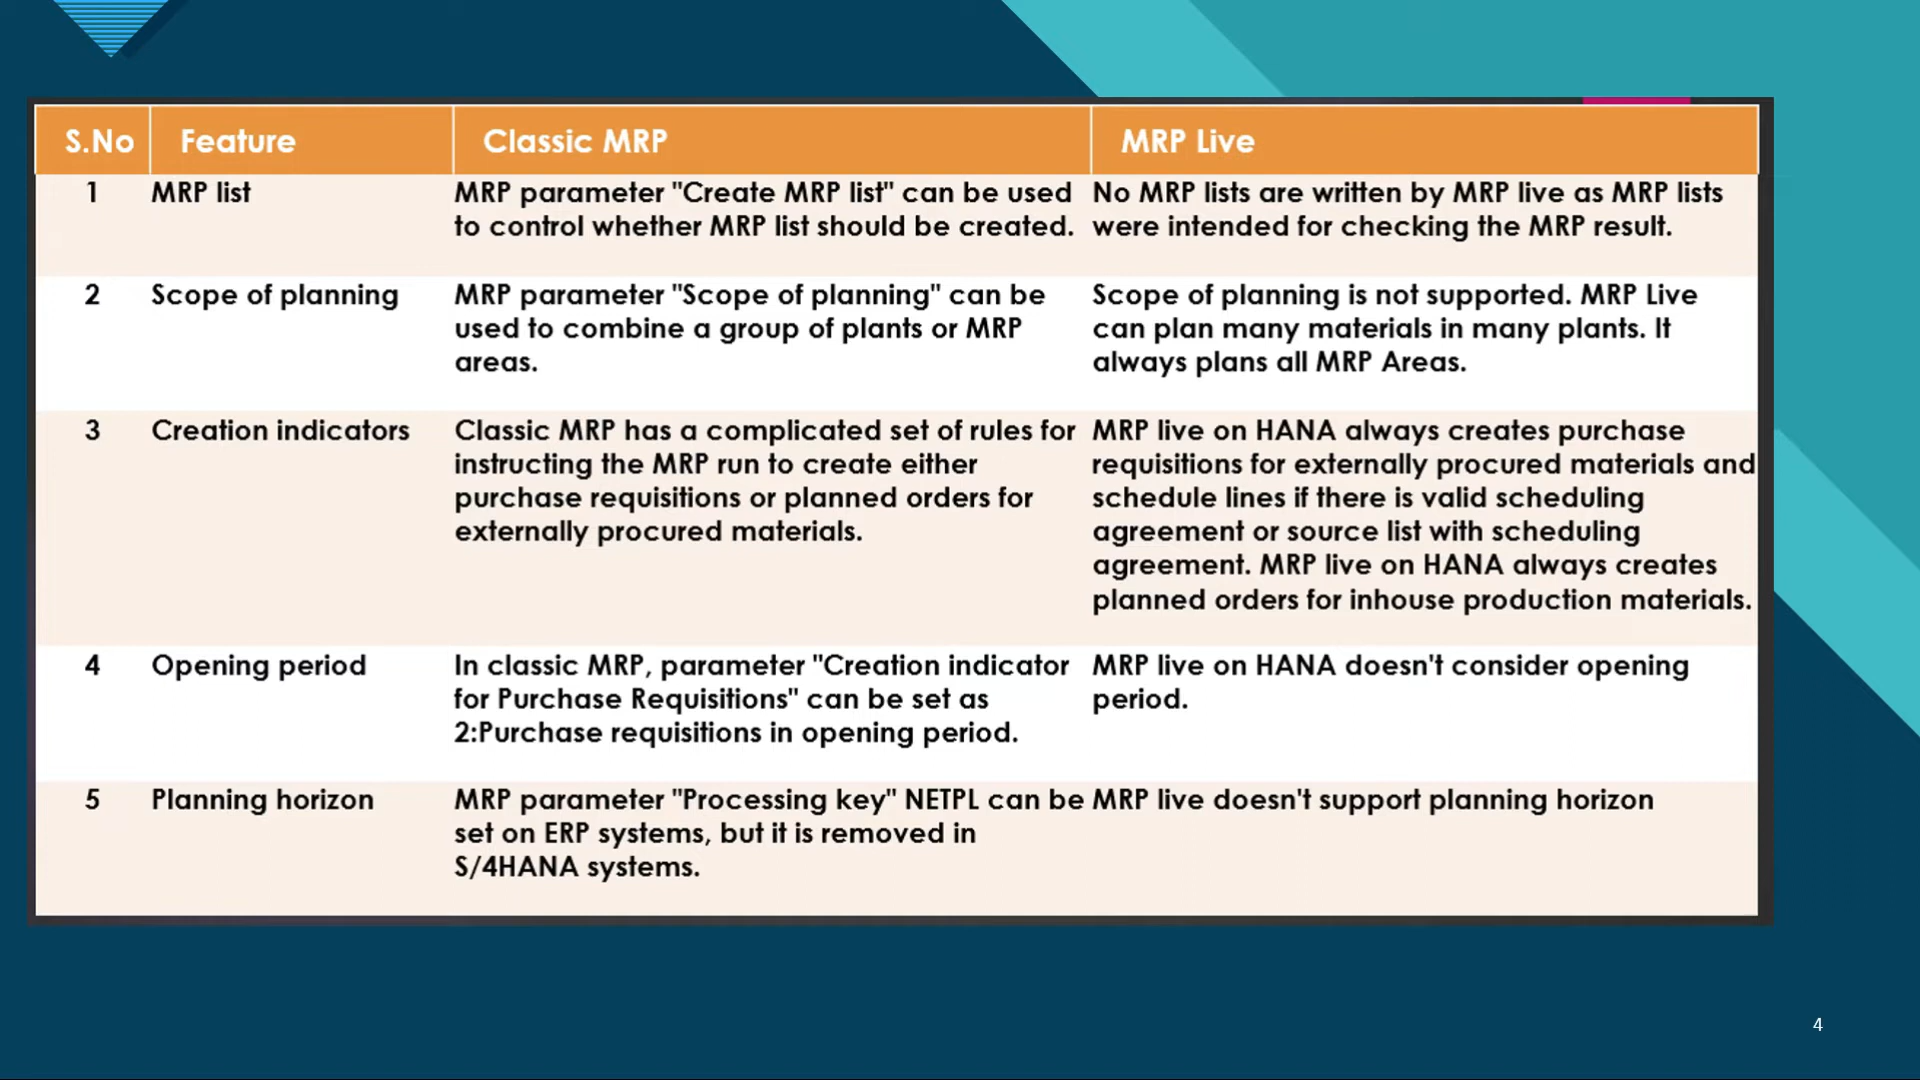 S.No Feature Classic MRP MRP Live
1 MRP list MRP parameter "Create MRP list" can be used No MRP lists are written by MRP live as MRP lists
to control whether MRP list should be created. were intended for checking the MRP result.
2 Scope of planning MRP parameter "Scope of planning" can be Scope of planning is not supported. MRP Live
used to combine a group of plants or MRP can plan many materials in many plants. It
areas. always plans all MRP Areas.
3 Creation indicators Classic MRP has a complicated set of rules for MRP live on HANA always creates purchase
instructing the MRP run to create either requisitions for externally procured materials and
purchase requisitions or planned orders for schedule lines if there is valid scheduling
externally procured materials. agreement or source list with scheduling
agreement. MRP live on HANA always creates
planned orders for inhouse production materials.
4 Opening period In classic MRP, parameter "Creation indicator MRP live on HANA doesn't consider opening
for Purchase Requisitions" can be set as period.
2:Purchase requisitions in opening period.
5 Planning horizon MRP parameter "Processing key" NETPL can be MRP live doesn't support planning horizon
set on ERP systems, but it is removed in
S/4HANA systems.
4